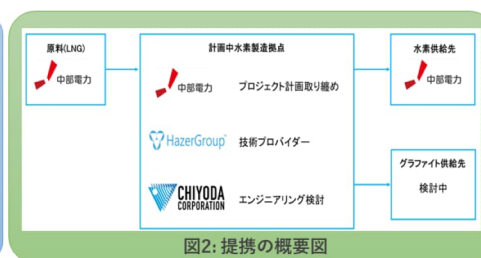 原料(LNG)
中部電力
計画中水素製造拠点
中部電力 プロジェクト計画取り纏め
HazerGroup 技術プロバイダー
CHIYODA CORPORATION エンジニアリング検討
水素供給先
中部電力
グラファイト供給先
検討中
図2: 提携の概要図